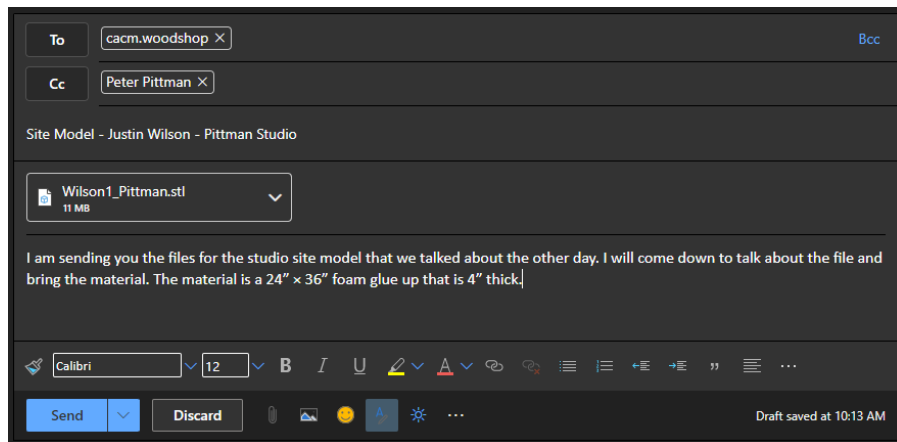 To cacm.woodshop × Bcc
Cc Peter Pittman ×
Site Model - Justin Wilson - Pittman Studio
Wilson1_Pittman.stl
11 MB
I am sending you the files for the studio site model that we talked about the other day. I will come down to talk about the file and
bring the material. The material is a 24” × 36” foam glue up that is 4” thick.
Calibri 12 B I U A ” ...
Send Discard ... Draft saved at 10:13 AM